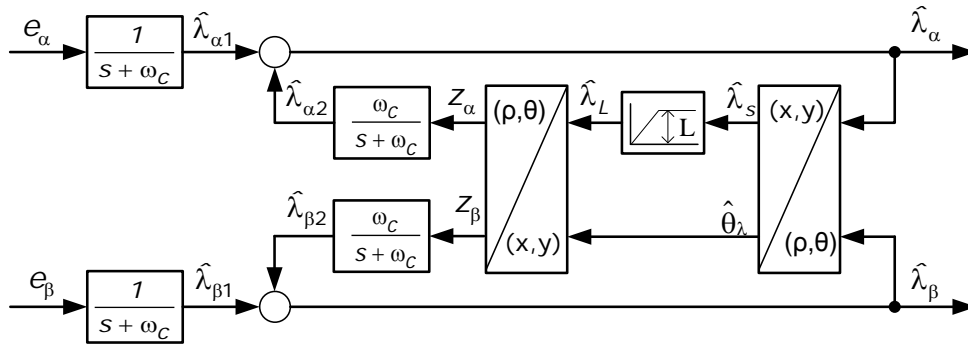 e_α
1
s + ω_C
λ̂_α1
λ̂_α
λ̂_α2
ω_C
s + ω_C
z_α
(ρ,θ)
λ̂_L
L
λ̂_s
(x,y)
λ̂_β2
ω_C
s + ω_C
z_β
(x,y)
θ̂_λ
(ρ,θ)
e_β
1
s + ω_C
λ̂_β1
λ̂_β